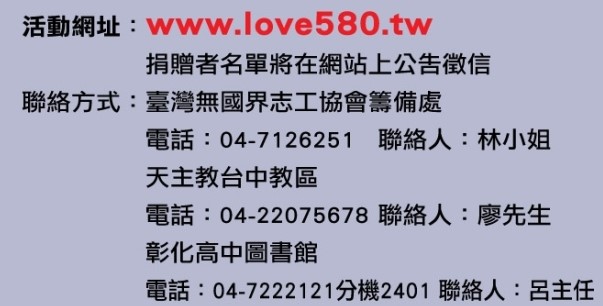 活動網址：www.love580.tw
捐贈者名單將在網站上公告徵信
聯絡方式：臺灣無國界志工協會籌備處
電話：04-7126251 聯絡人：林小姐
天主教台中教區
電話：04-22075678 聯絡人：廖先生
彰化高中圖書館
電話：04-7222121分機2401 聯絡人：呂主任